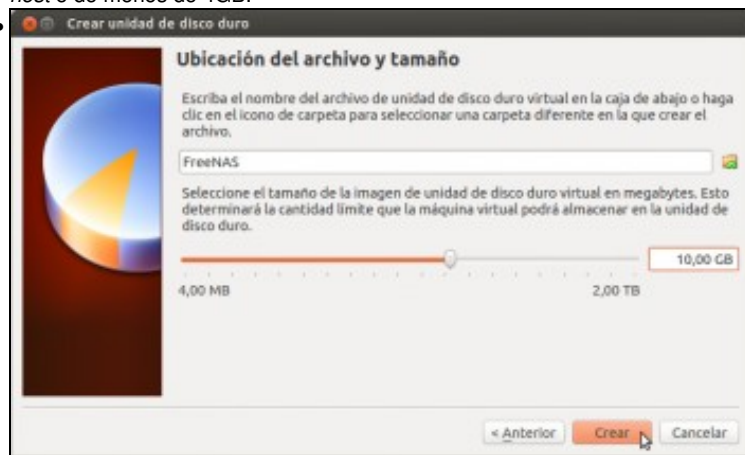 host o de menos de 4GB.
Crear unidad de disco duro
Ubicación del archivo y tamaño
Escriba el nombre del archivo de unidad de disco duro virtual en la caja de abajo o haga
clic en el icono de carpeta para seleccionar una carpeta diferente en la que crear el
archivo.
FreeNAS
Seleccione el tamaño de la imagen de unidad de disco duro virtual en megabytes. Esto
determinará la cantidad límite que la máquina virtual podrá almacenar en la unidad de
disco duro.
10,00 GB
4,00 MB 2,00 TB
< Anterior Crear Cancelar